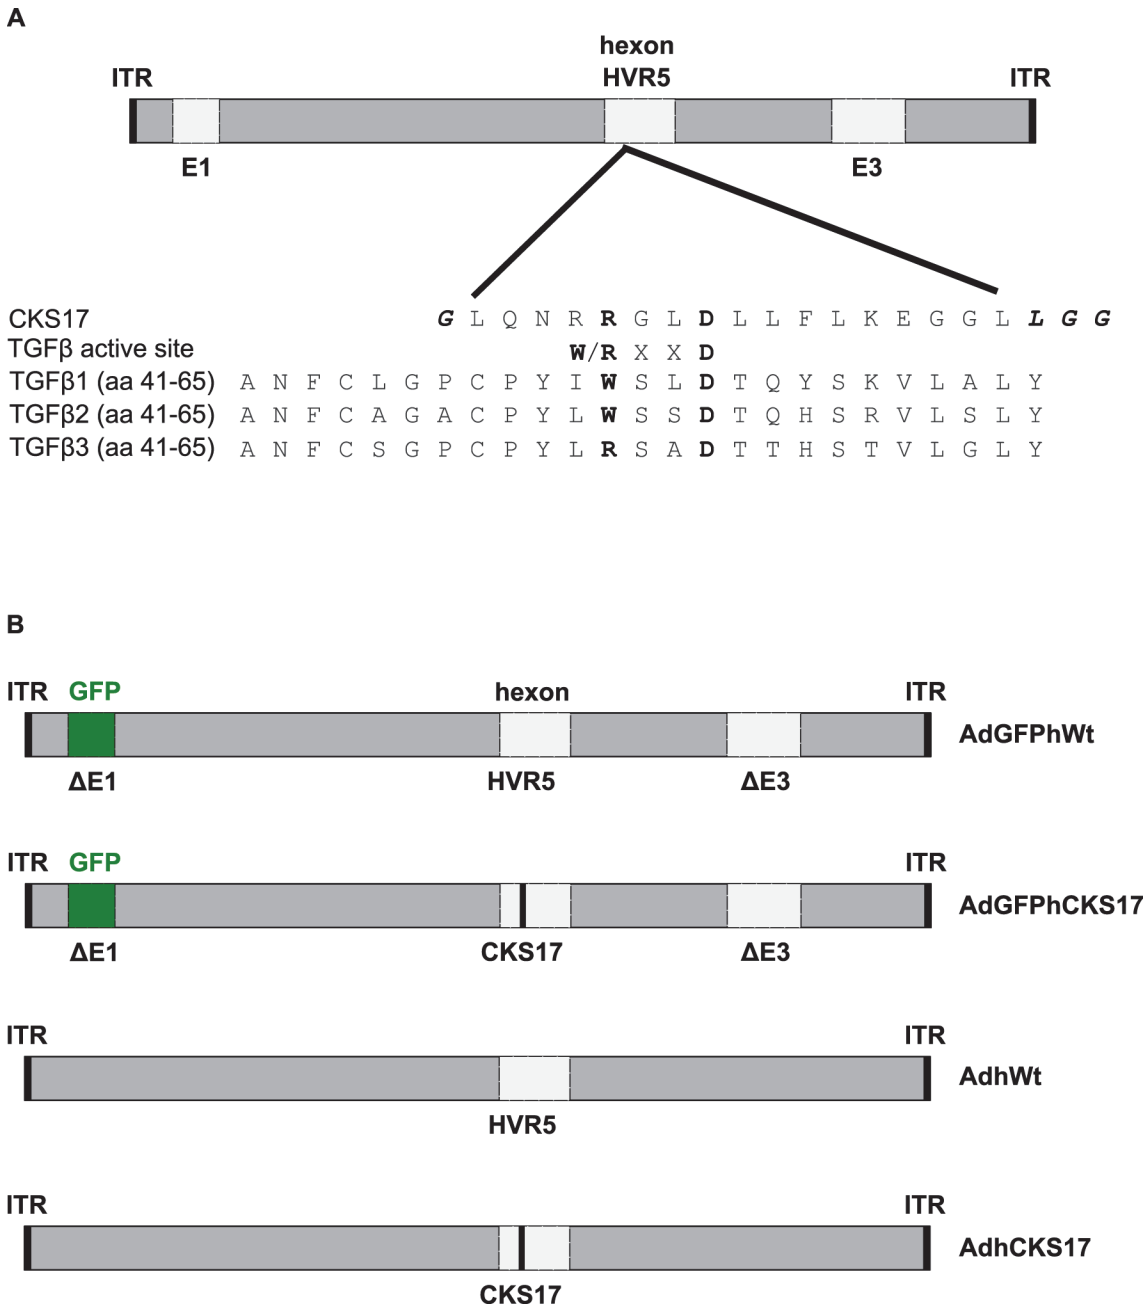 A
hexon
ITR HVR5 ITR
E1 E3
CKS17 G L Q N R R G L D L L F L K E G G L L G G
TGFβ active site W/R X X D
TGFβ1 (aa 41-65) A N F C L G P C P Y I W S L D T Q Y S K V L A L Y
TGFβ2 (aa 41-65) A N F C A G A C P Y L W S S D T Q H S R V L S L Y
TGFβ3 (aa 41-65) A N F C S G P C P Y L R S A D T T H S T V L G L Y
B
ITR GFP hexon ITR
AdGFPhWt
ΔE1 HVR5 ΔE3
ITR GFP ITR
AdGFPhCKS17
ΔE1 CKS17 ΔE3
ITR ITR
AdhWt
HVR5
ITR ITR
AdhCKS17
CKS17